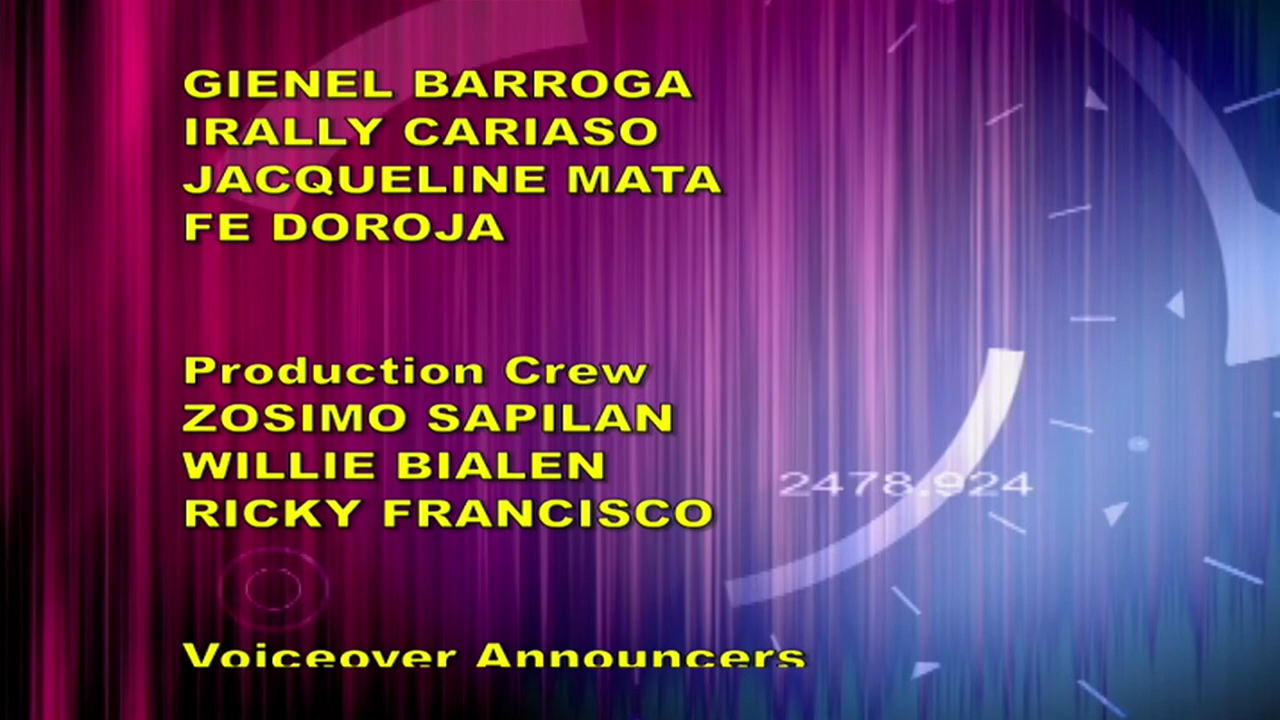 GIENEL BARROGA
IRALLY CARIASO
JACQUELINE MATA
FE DOROJA
Production Crew
ZOSIMO SAPILAN
WILLIE BIALEN
2478.924
RICKY FRANCISCO
Voiceover Announcers